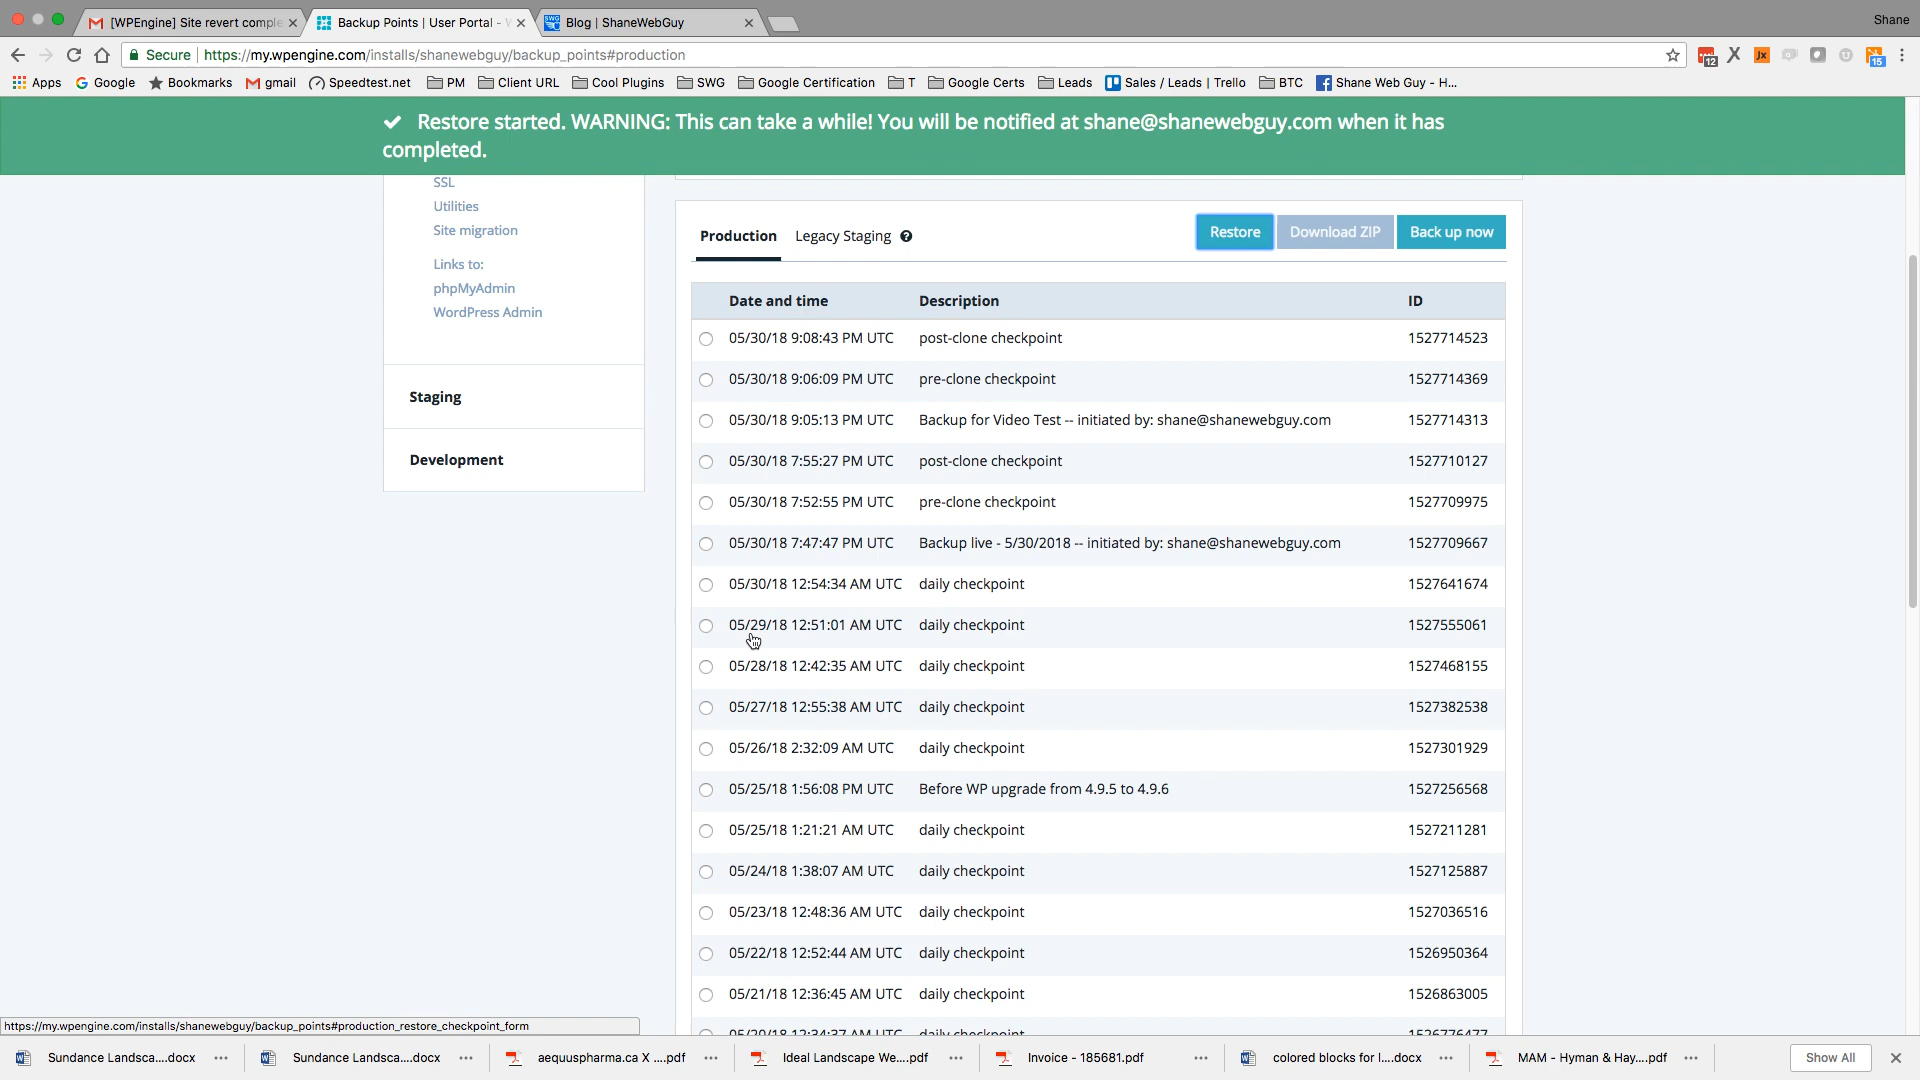 [WPEngine] Site revert comple
Backup Points | User Portal - W
Blog | ShaneWebGuy
Shane
Secure
https://my.wpengine.com/installs/shanewebguy/backup_points#production
12
15
Apps
Google
Bookmarks
gmail
Speedtest.net
PM
Client URL
Cool Plugins
SWG
Google Certification
T
Google Certs
Leads
Sales / Leads | Trello
BTC
Shane Web Guy - H...
Restore started. WARNING: This can take a while! You will be notified at shane@shanewebguy.com when it has
completed.
SSL
Utilities
Site migration
Links to:
phpMyAdmin
WordPress Admin
Staging
Development
Production
Legacy Staging ?
Restore
Download ZIP
Back up now
Date and time Description ID
05/30/18 9:08:43 PM UTC post-clone checkpoint 1527714523
05/30/18 9:06:09 PM UTC pre-clone checkpoint 1527714369
05/30/18 9:05:13 PM UTC Backup for Video Test -- initiated by: shane@shanewebguy.com 1527714313
05/30/18 7:55:27 PM UTC post-clone checkpoint 1527710127
05/30/18 7:52:55 PM UTC pre-clone checkpoint 1527709975
05/30/18 7:47:47 PM UTC Backup live - 5/30/2018 -- initiated by: shane@shanewebguy.com 1527709667
05/30/18 12:54:34 AM UTC daily checkpoint 1527641674
05/29/18 12:51:01 AM UTC daily checkpoint 1527555061
05/28/18 12:42:35 AM UTC daily checkpoint 1527468155
05/27/18 12:55:38 AM UTC daily checkpoint 1527382538
05/26/18 2:32:09 AM UTC daily checkpoint 1527301929
05/25/18 1:56:08 PM UTC Before WP upgrade from 4.9.5 to 4.9.6 1527256568
05/25/18 1:21:21 AM UTC daily checkpoint 1527211281
05/24/18 1:38:07 AM UTC daily checkpoint 1527125887
05/23/18 12:48:36 AM UTC daily checkpoint 1527036516
05/22/18 12:52:44 AM UTC daily checkpoint 1526950364
05/21/18 12:36:45 AM UTC daily checkpoint 1526863005
05/20/18 12:34:37 AM UTC daily checkpoint 1526776477
https://my.wpengine.com/installs/shanewebguy/backup_points#production_restore_checkpoint_form
Sundance Landsca....docx
Sundance Landsca....docx
aequuspharma.ca X ....pdf
Ideal Landscape We....pdf
Invoice - 185681.pdf
colored blocks for l....docx
MAM - Hyman & Hay....pdf
Show All